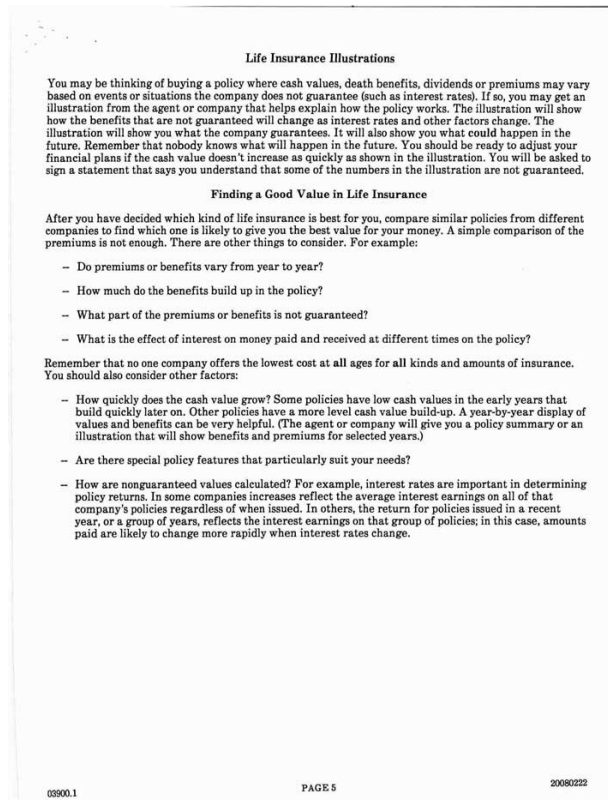 Life Insurance Illustrations
You may be thinking of buying a policy where cash values, death benefits, dividends or premiums may vary
based on events or situations the company does not guarantee (such as interest rates). If so, you may get an
illustration from the agent or company that helps explain how the policy works. The illustration will show
how the benefits that are not guaranteed will change as interest rates and other factors change. The
illustration will show you what the company guarantees. It will also show you what could happen in the
future. Remember that nobody knows what will happen in the future. You should be ready to adjust your
financial plans if the cash value doesn't increase as quickly as shown in the illustration. You will be asked to
sign a statement that says you understand that some of the numbers in the illustration are not guaranteed.
Finding a Good Value in Life Insurance
After you have decided which kind of life insurance is best for you, compare similar policies from different
companies to find which one is likely to give you the best value for your money. A simple comparison of the
premiums is not enough. There are other things to consider. For example:
-- Do premiums or benefits vary from year to year?
-- How much do the benefits build up in the policy?
-- What part of the premiums or benefits is not guaranteed?
-- What is the effect of interest on money paid and received at different times on the policy?
Remember that no one company offers the lowest cost at all ages for all kinds and amounts of insurance.
You should also consider other factors:
-- How quickly does the cash value grow? Some policies have low cash values in the early years that
build quickly later on. Other policies have a more level cash value build-up. A year-by-year display of
values and benefits can be very helpful. (The agent or company will give you a policy summary or an
illustration that will show benefits and premiums for selected years.)
-- Are there special policy features that particularly suit your needs?
-- How are nonguaranteed values calculated? For example, interest rates are important in determining
policy returns. In some companies increases reflect the average interest earnings on all of that
company's policies regardless of when issued. In others, the return for policies issued in a recent
year, or a group of years, reflects the interest earnings on that group of policies; in this case, amounts
paid are likely to change more rapidly when interest rates change.
03900.1
PAGE 5
20080222